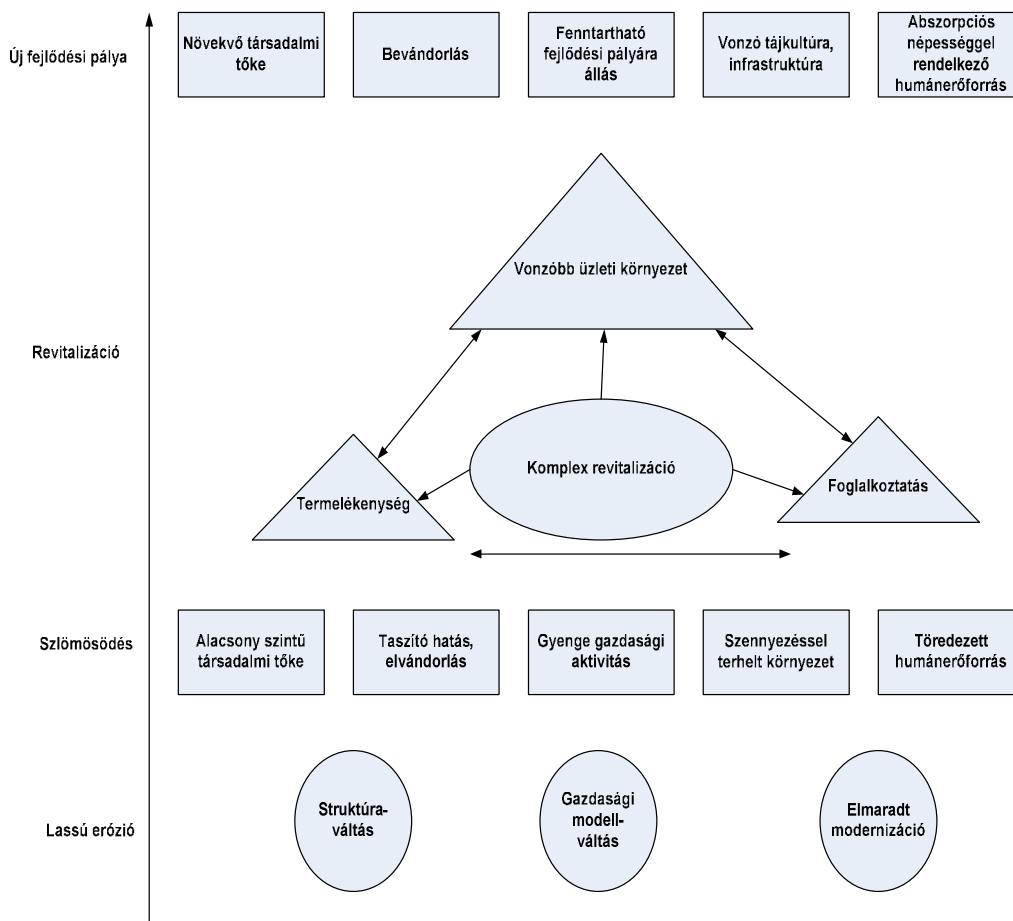 Új fejlődési pálya
Növekvő társadalmi
tőke
Bevándorlás
Fenntartható
fejlődési pályára
állás
Vonzó tájkultúra,
infrastruktúra
Abszorpciós
népességgel
rendelkező
humánerőforrás
Revitalizáció
Vonzóbb üzleti környezet
Komplex revitalizáció
Termelékenység
Foglalkoztatás
Szlömösödés
Alacsony szintű
társadalmi tőke
Taszító hatás,
elvándorlás
Gyenge gazdasági
aktivitás
Szennyezéssel
terhelt környezet
Töredezett
humánerőforrás
Lassú erózió
Struktúra-
váltás
Gazdasági
modell-
váltás
Elmaradt
modernizáció